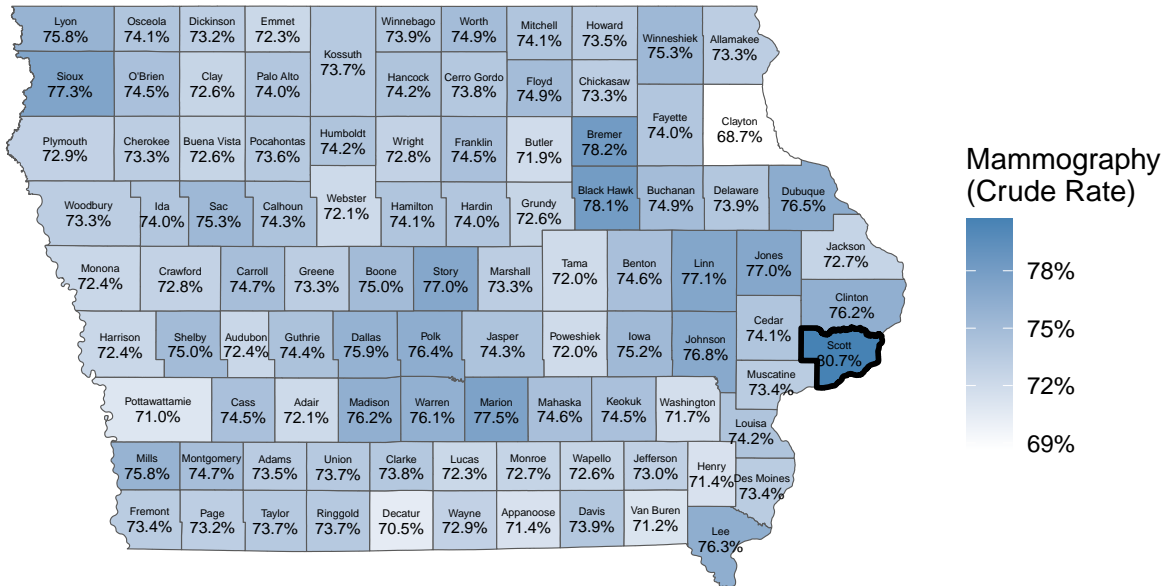 Lyon
75.8%
Osceola
74.1%
Dickinson
73.2%
Emmet
72.3%
Winnebago
73.9%
Worth
74.9%
Mitchell
74.1%
Howard
73.5%
Winneshiek
75.3%
Allamakee
73.3%
Kossuth
73.7%
Sioux
77.3%
O'Brien
74.5%
Clay
72.6%
Palo Alto
74.0%
Hancock
74.2%
Cerro Gordo
73.8%
Floyd
74.9%
Chickasaw
73.3%
Fayette
74.0%
Clayton
68.7%
Plymouth
72.9%
Cherokee
73.3%
Buena Vista
72.6%
Pocahontas
73.6%
Humboldt
74.2%
Wright
72.8%
Franklin
74.5%
Butler
71.9%
Bremer
78.2%
Woodbury
73.3%
Ida
74.0%
Sac
75.3%
Calhoun
74.3%
Webster
72.1%
Hamilton
74.1%
Hardin
74.0%
Grundy
72.6%
Black Hawk
78.1%
Buchanan
74.9%
Delaware
73.9%
Dubuque
76.5%
Monona
72.4%
Crawford
72.8%
Carroll
74.7%
Greene
73.3%
Boone
75.0%
Story
77.0%
Marshall
73.3%
Tama
72.0%
Benton
74.6%
Linn
77.1%
Jones
77.0%
Jackson
72.7%
Clinton
76.2%
Harrison
72.4%
Shelby
75.0%
Audubon
72.4%
Guthrie
74.4%
Dallas
75.9%
Polk
76.4%
Jasper
74.3%
Poweshiek
72.0%
Iowa
75.2%
Johnson
76.8%
Cedar
74.1%
Scott
80.7%
Muscatine
73.4%
Pottawattamie
71.0%
Cass
74.5%
Adair
72.1%
Madison
76.2%
Warren
76.1%
Marion
77.5%
Mahaska
74.6%
Keokuk
74.5%
Washington
71.7%
Louisa
74.2%
Mills
75.8%
Montgomery
74.7%
Adams
73.5%
Union
73.7%
Clarke
73.8%
Lucas
72.3%
Monroe
72.7%
Wapello
72.6%
Jefferson
73.0%
Henry
71.4%
Des Moines
73.4%
Fremont
73.4%
Page
73.2%
Taylor
73.7%
Ringgold
73.7%
Decatur
70.5%
Wayne
72.9%
Appanoose
71.4%
Davis
73.9%
Van Buren
71.2%
Lee
76.3%
Mammography
(Crude Rate)
78%
75%
72%
69%